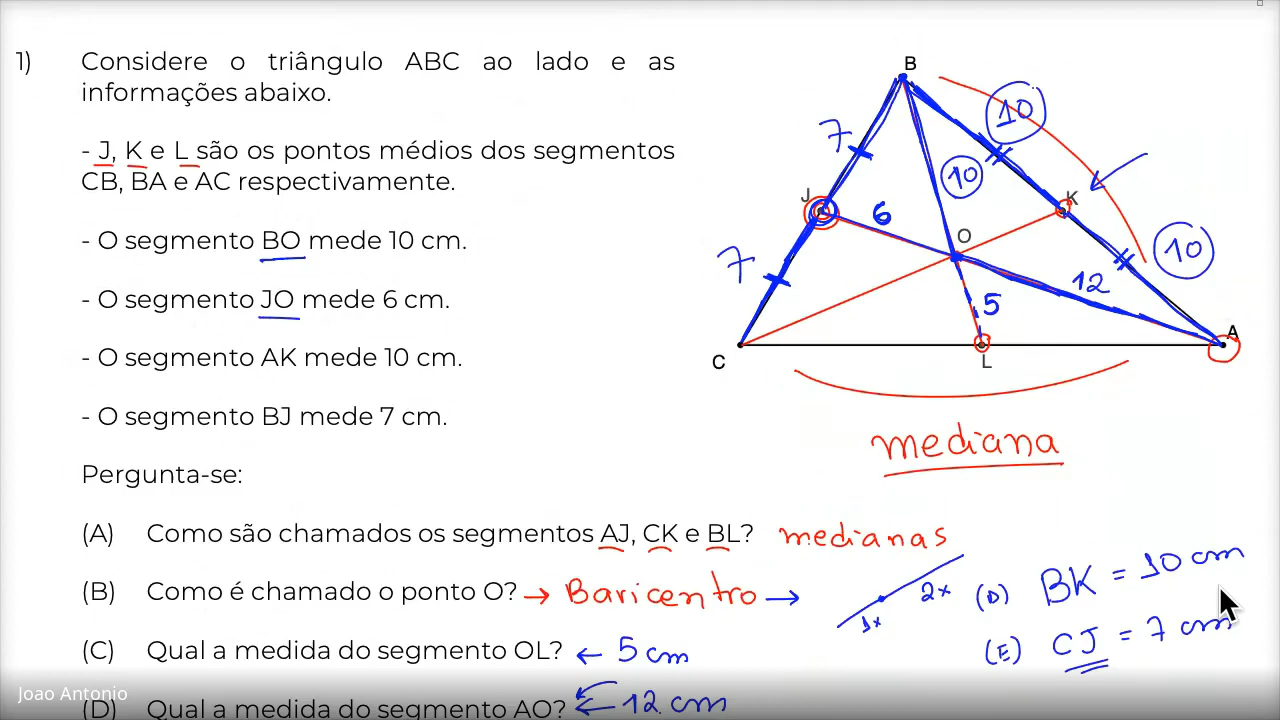 1) Considere o triângulo ABC ao lado e as
informações abaixo.
- J, K e L são os pontos médios dos segmentos
CB, BA e AC respectivamente.
- O segmento BO mede 10 cm.
- O segmento JO mede 6 cm.
- O segmento AK mede 10 cm.
- O segmento BJ mede 7 cm.
Pergunta-se:
(A) Como são chamados os segmentos AJ, CK e BL? medianas
(B) Como é chamado o ponto O? → Baricentro →
(C) Qual a medida do segmento OL? ← 5 cm
(D) Qual a medida do segmento AO? ← 12 cm
B
10
7
10
J
K
6
O
10
7
12
5
A
C
L
mediana
1x
2x
(D) BK = 10 cm
(E) CJ = 7 cm
Joao Antonio